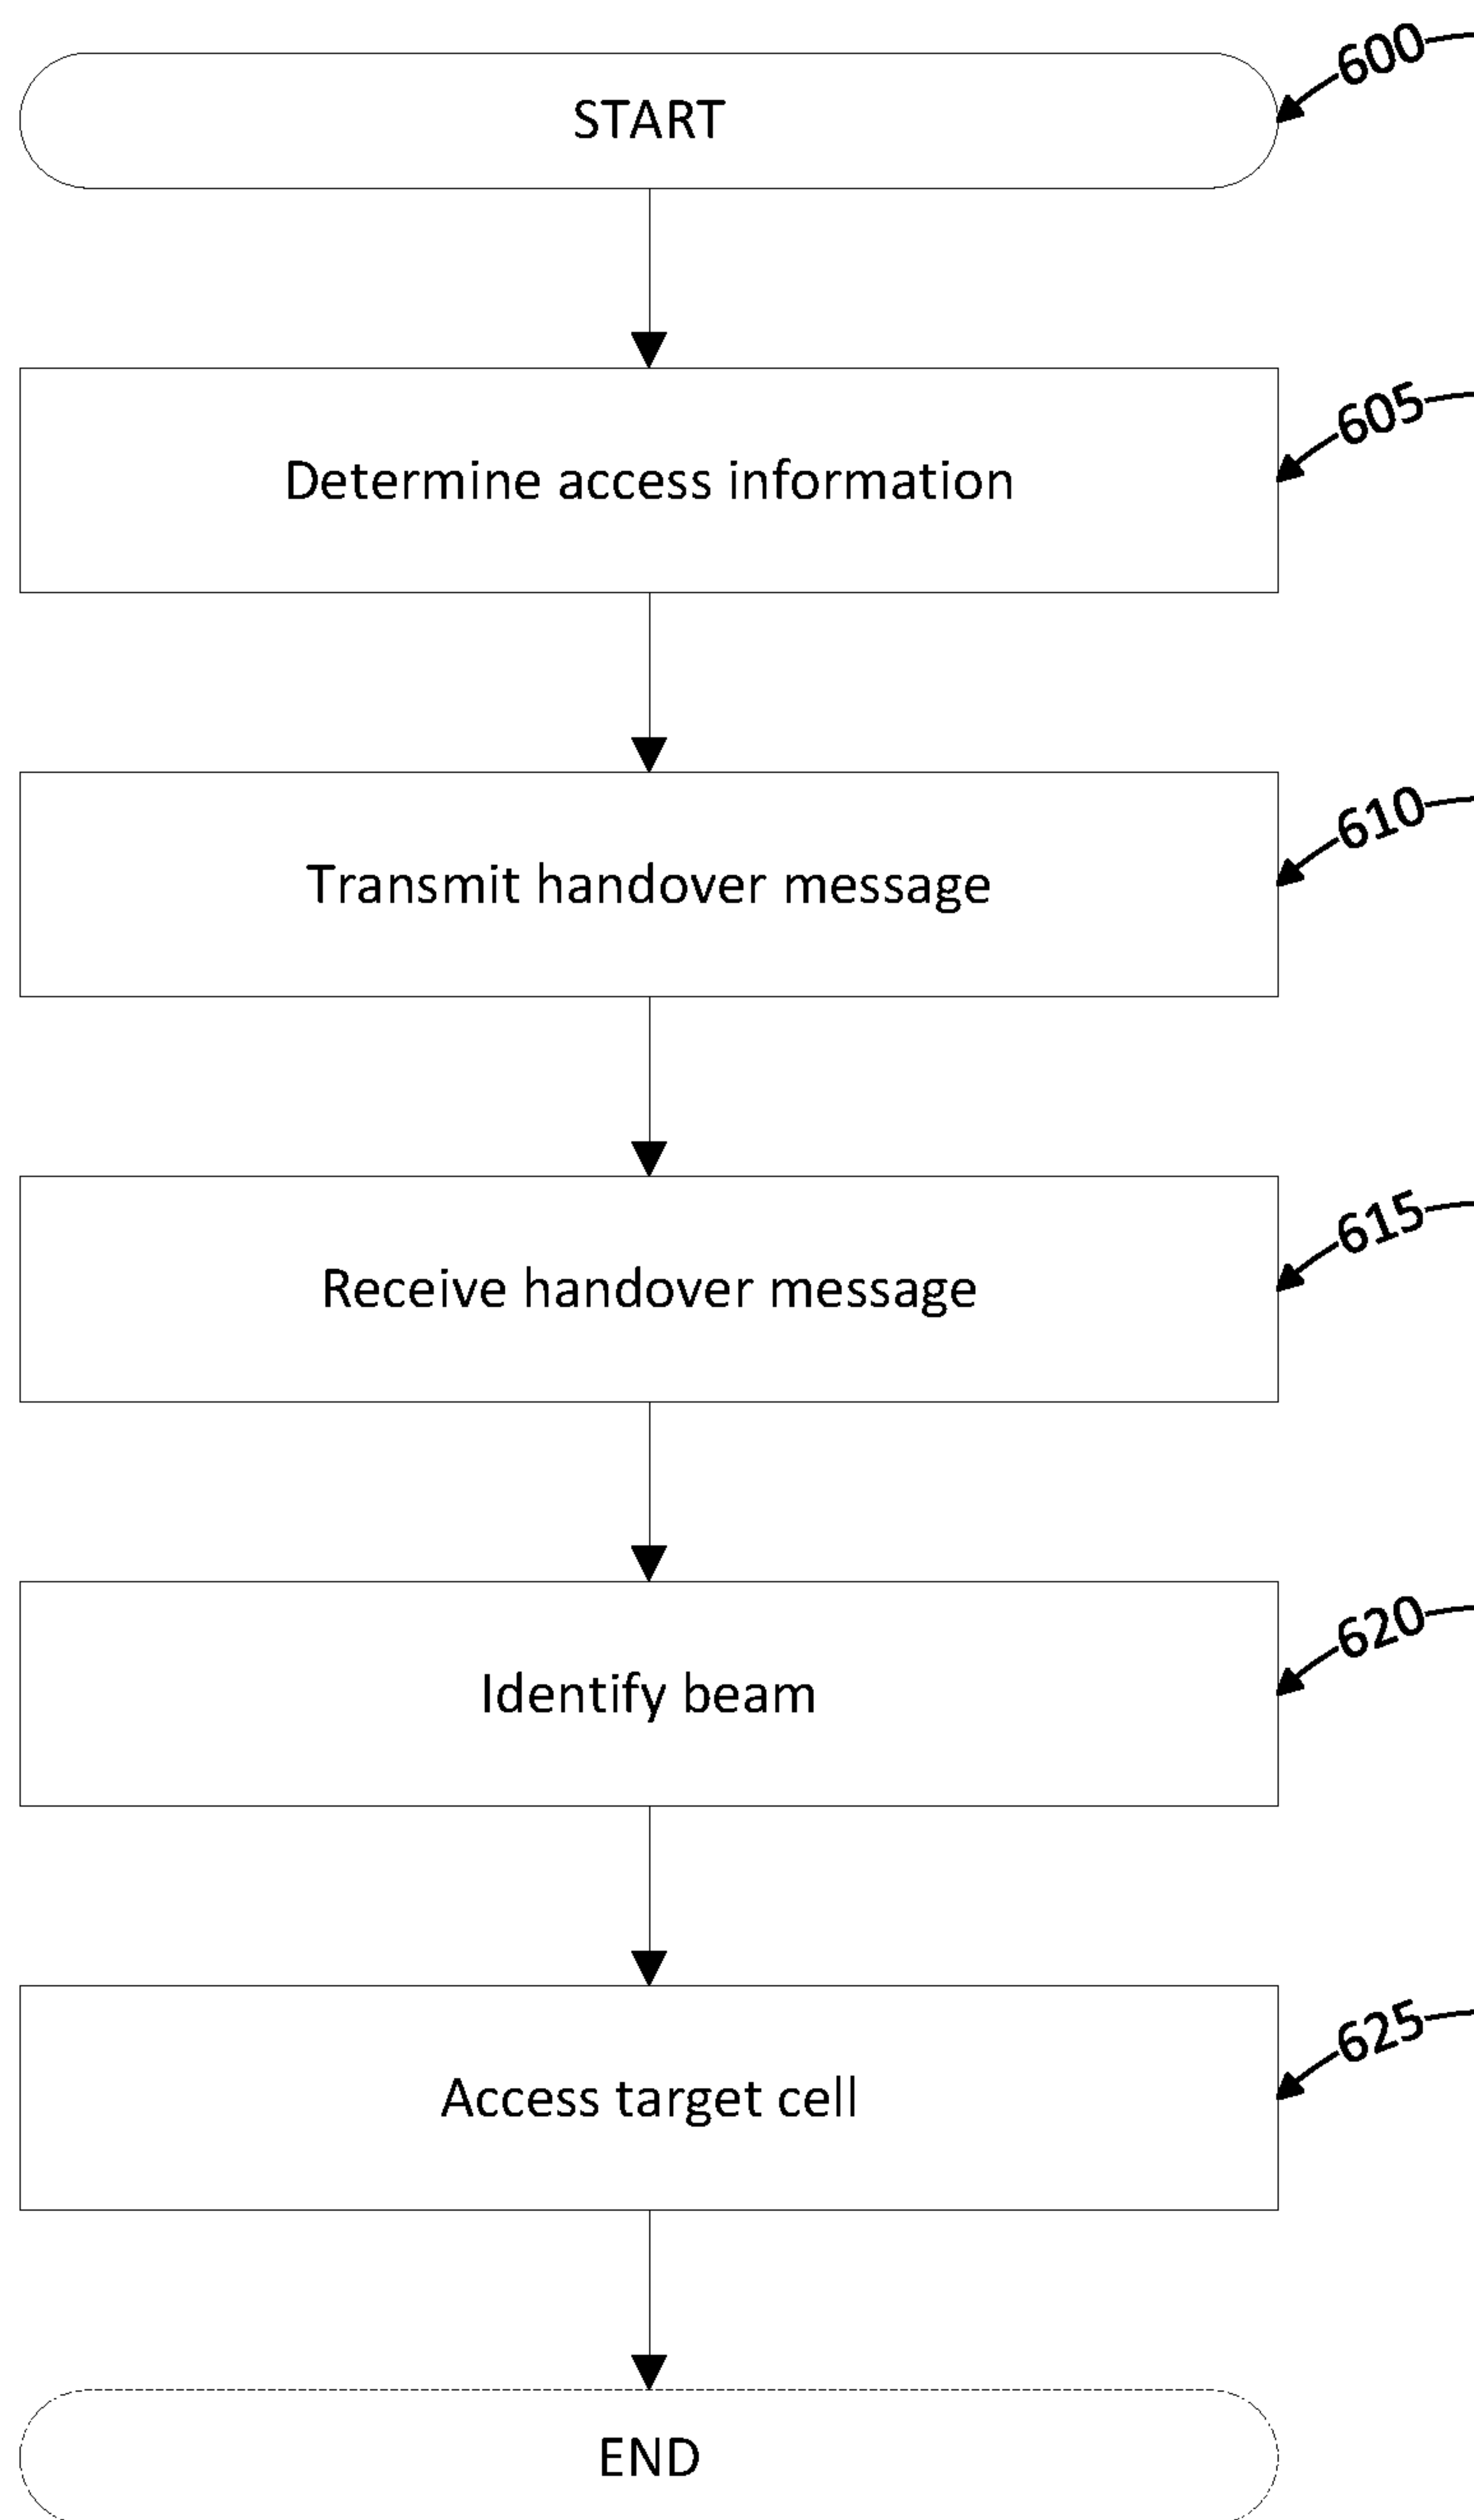 600
START
605
Determine access information
610
Transmit handover message
615
Receive handover message
620
Identify beam
625
Access target cell
END